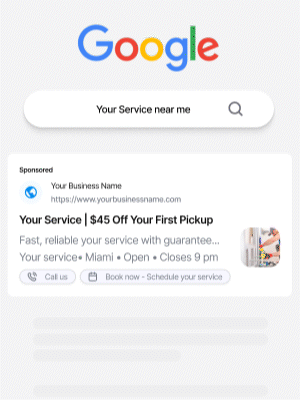 Google
Your Service near me
Sponsored
Your Business Name
https://www.yourbusinessname.com
Your Service | $45 Off Your First Pickup
Fast, reliable your service with guarantee...
Your service• Miami • Open • Closes 9 pm
Call us
Book now - Schedule your service